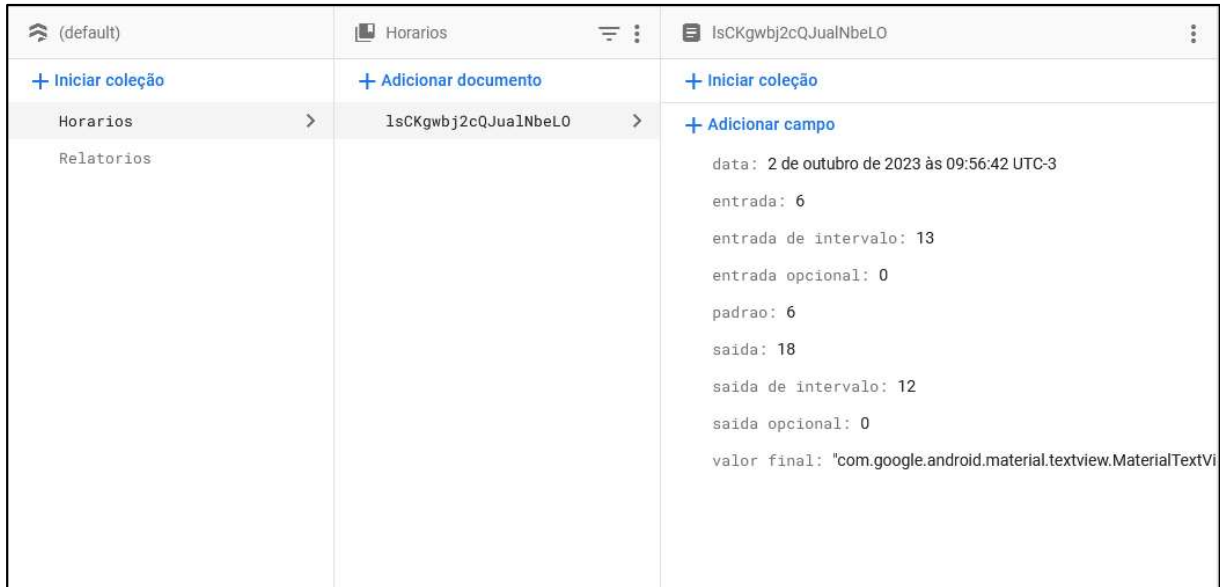 (default)
Horarios
lsCKgwbj2cQJualNbeLO
+ Iniciar coleção
+ Adicionar documento
+ Iniciar coleção
Horarios
lsCKgwbj2cQJualNbeLO
+ Adicionar campo
Relatorios
data: 2 de outubro de 2023 às 09:56:42 UTC-3
entrada: 6
entrada de intervalo: 13
entrada opcional: 0
padrao: 6
saida: 18
saida de intervalo: 12
saida opcional: 0
valor final: "com.google.android.material.textview.MaterialTextVi